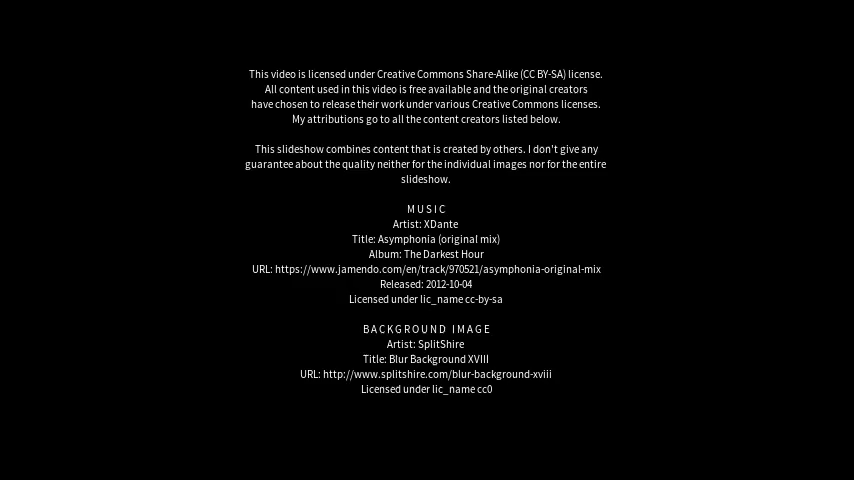 This video is licensed under Creative Commons Share-Alike (CC BY-SA) license.
All content used in this video is free available and the original creators
have chosen to release their work under various Creative Commons licenses.
My attributions go to all the content creators listed below.
This slideshow combines content that is created by others. I don't give any
guarantee about the quality neither for the individual images nor for the entire
slideshow.
MUSIC
Artist: XDante
Title: Asymphonia (original mix)
Album: The Darkest Hour
URL: https://www.jamendo.com/en/track/970521/asymphonia-original-mix
Released: 2012-10-04
Licensed under lic_name cc-by-sa
BACKGROUND IMAGE
Artist: SplitShire
Title: Blur Background XVIII
URL: http://www.splitshire.com/blur-background-xviii
Licensed under lic_name cc0